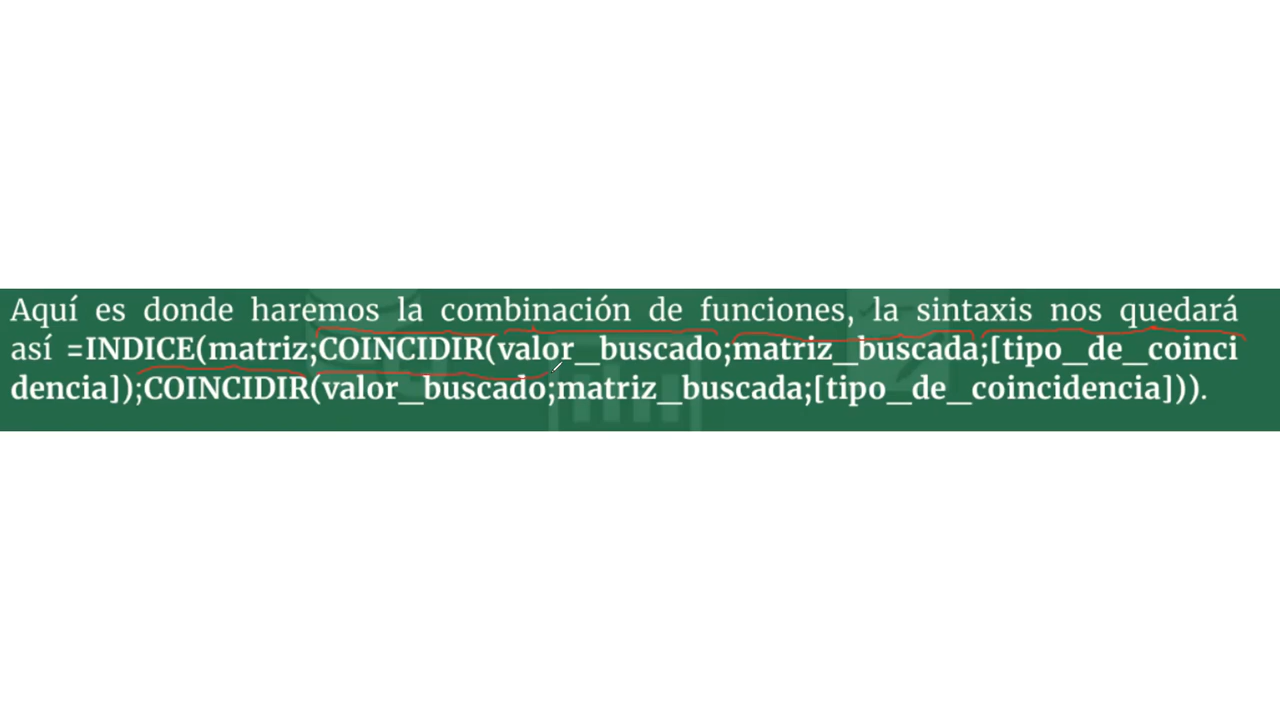 Aquí es donde haremos la combinación de funciones, la sintaxis nos quedará
así =INDICE(matriz;COINCIDIR(valor_buscado;matriz_buscada;[tipo_de_coinci
dencia]);COINCIDIR(valor_buscado;matriz_buscada;[tipo_de_coincidencia])).